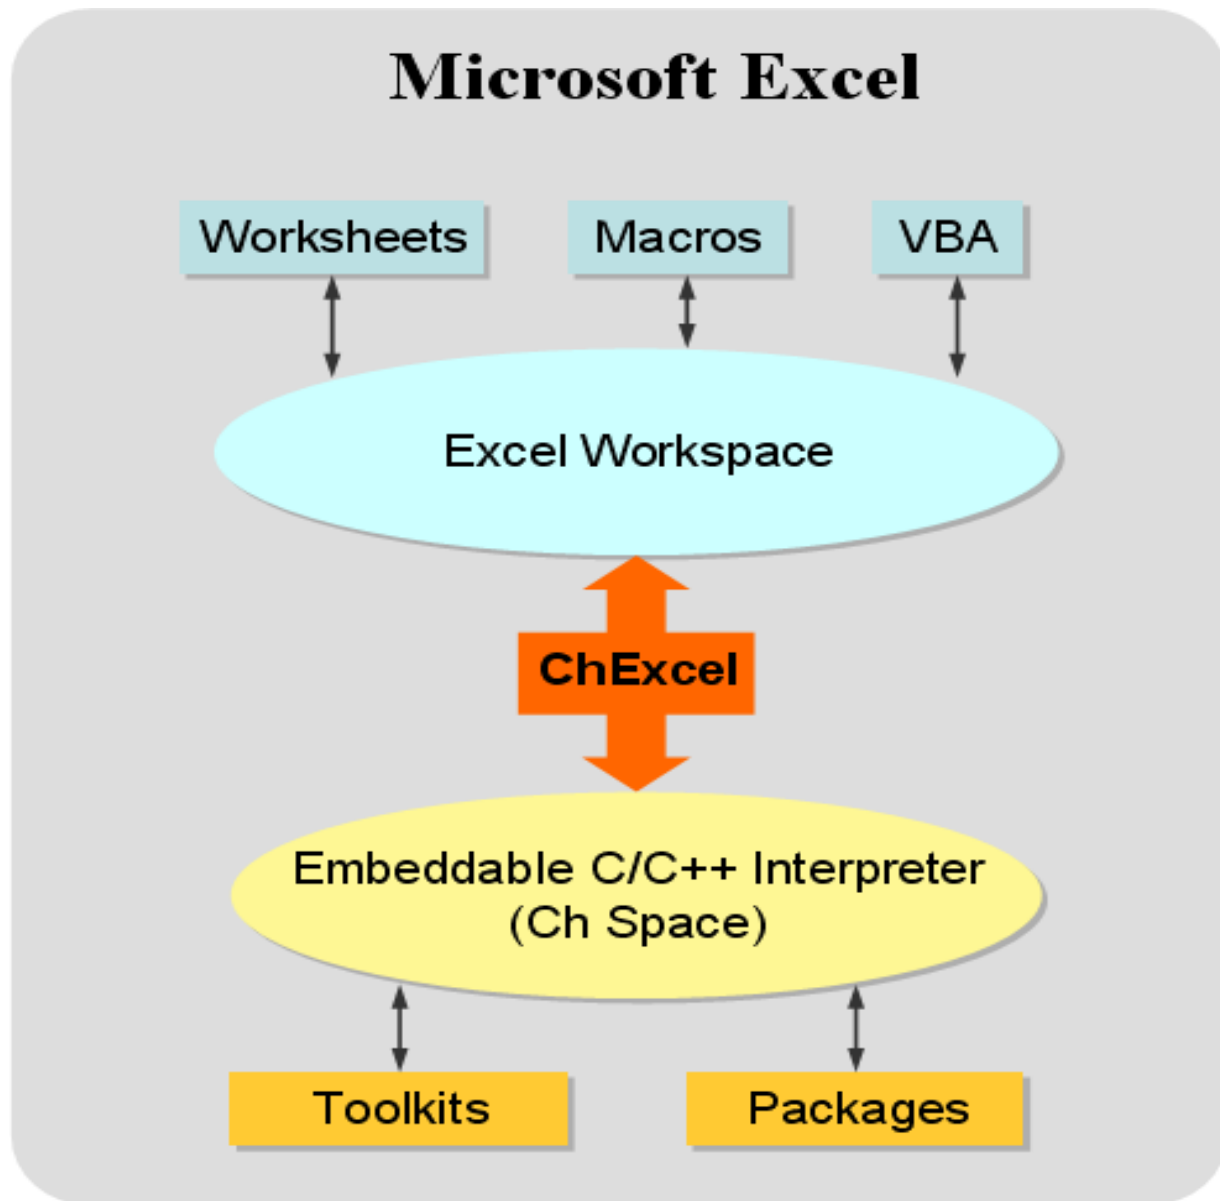 Microsoft Excel
Worksheets
Macros
VBA
Excel Workspace
ChExcel
Embeddable C/C++ Interpreter
(Ch Space)
Toolkits
Packages